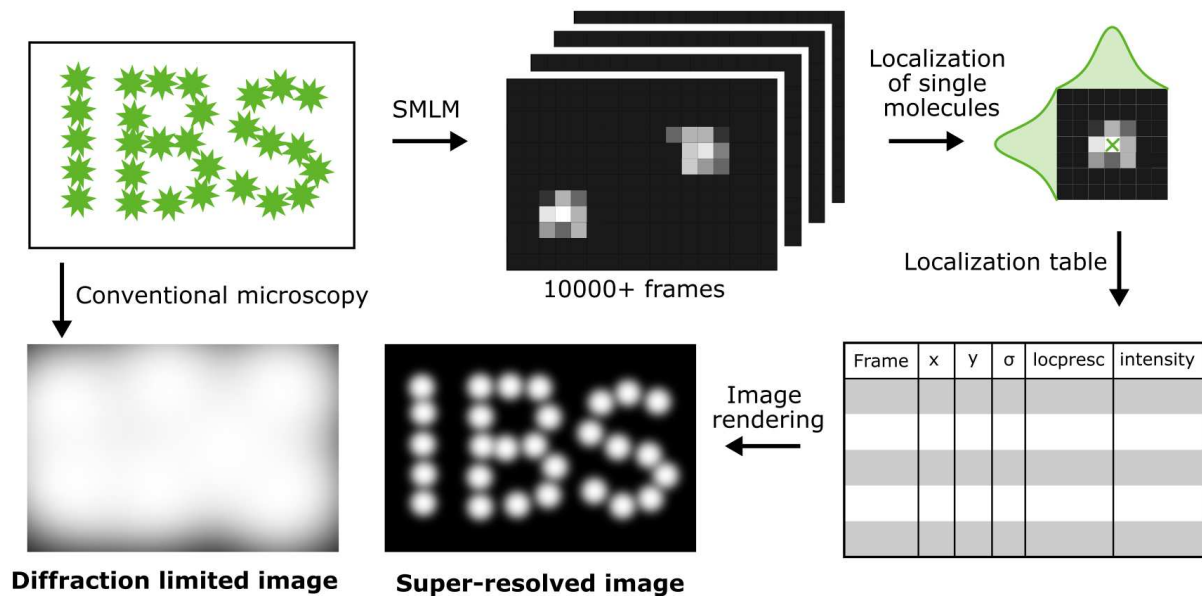 IBS
SMLM
10000+ frames
Localization
of single
molecules
Localization table
Frame x y σ locpresc intensity
Image
rendering
IBS
Super-resolved image
Conventional microscopy
Diffraction limited image